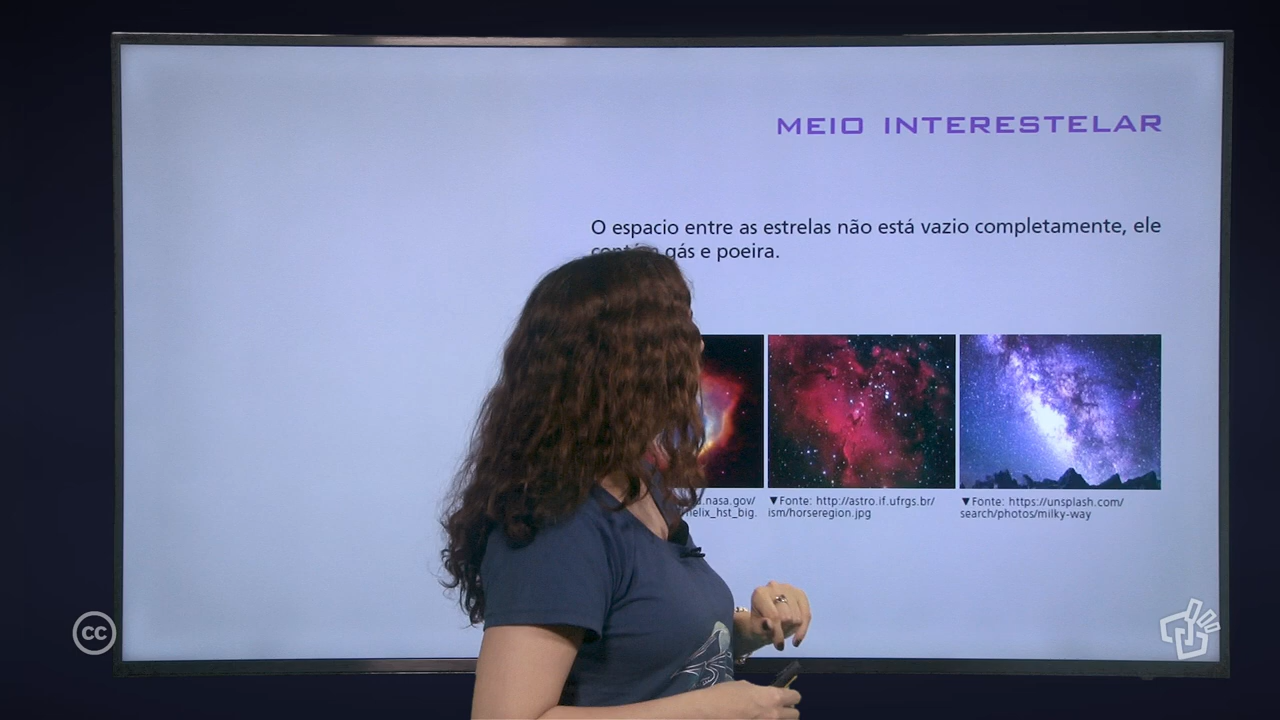 MEIO INTERESTELAR
O espacio entre as estrelas não está vazio completamente, ele
gás e poeira.
.nasa.gov/
helix_hst_big.
▼Fonte: http://astro.if.ufrgs.br/
ism/horseregion.jpg
▼Fonte: https://unsplash.com/
search/photos/milky-way
cc